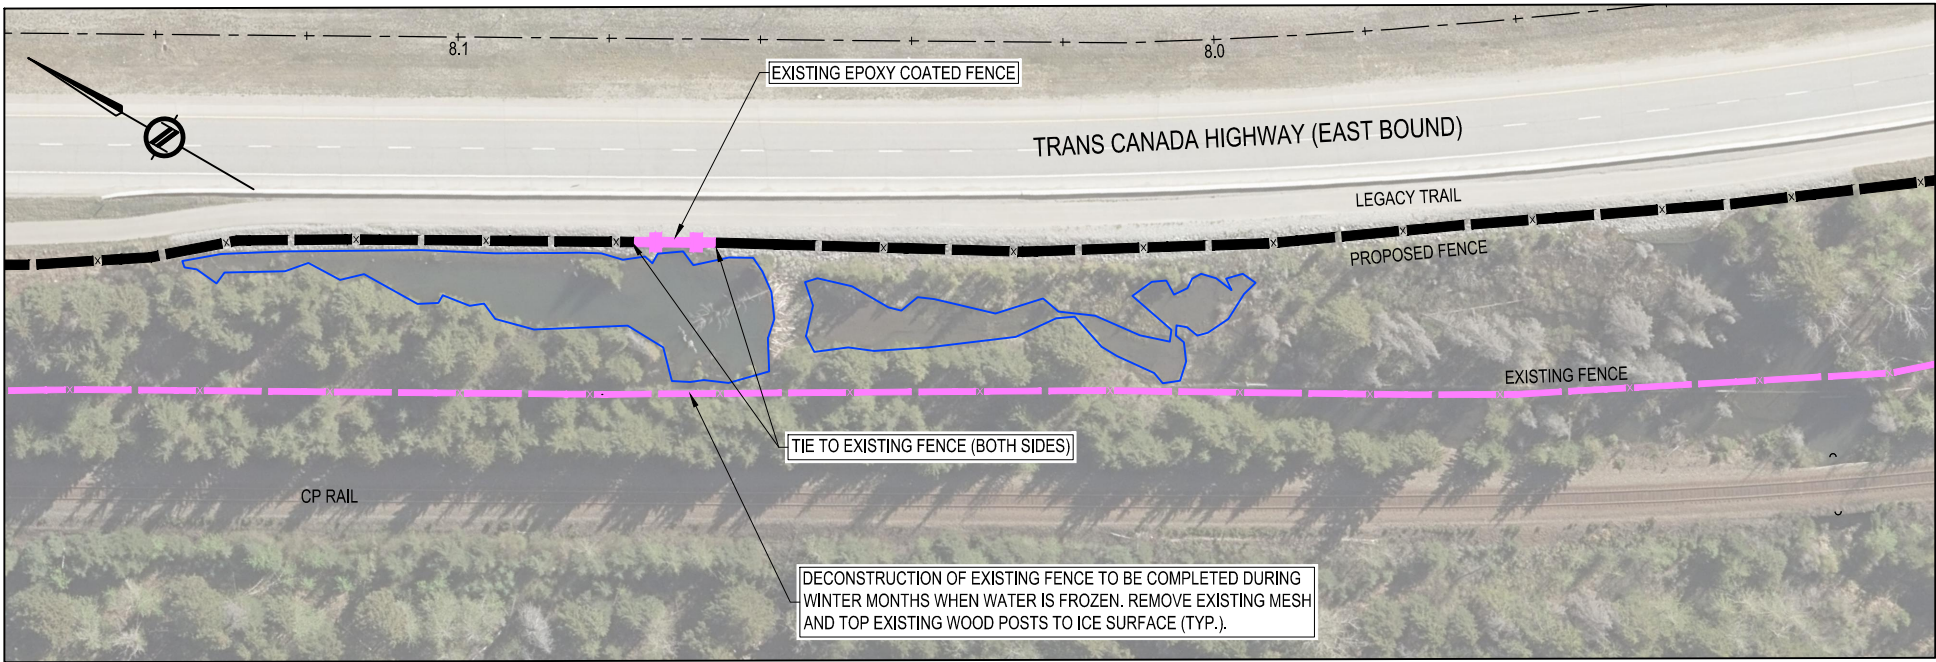 8.1
8.0
EXISTING EPOXY COATED FENCE
TRANS CANADA HIGHWAY (EAST BOUND)
LEGACY TRAIL
PROPOSED FENCE
EXISTING FENCE
TIE TO EXISTING FENCE (BOTH SIDES)
CP RAIL
DECONSTRUCTION OF EXISTING FENCE TO BE COMPLETED DURING
WINTER MONTHS WHEN WATER IS FROZEN. REMOVE EXISTING MESH
AND TOP EXISTING WOOD POSTS TO ICE SURFACE (TYP.).